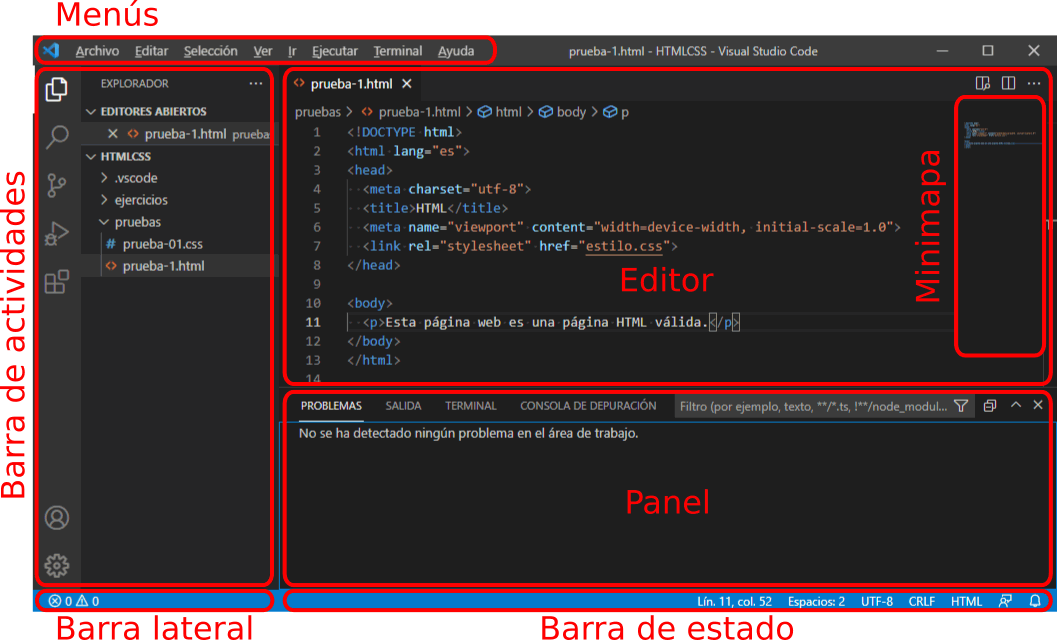 Menús
Archivo Editar Selección Ver Ir Ejecutar Terminal Ayuda prueba-1.html - HTMLCSS - Visual Studio Code
Barra de actividades
EXPLORADOR ···
EDITORES ABIERTOS
prueba-1.html prueba
HTMLCSS
.vscode
ejercicios
pruebas
# prueba-01.css
prueba-1.html
prueba-1.html
pruebas > prueba-1.html > html > body > p
1 <!DOCTYPE html>
2 <html lang="es">
3 <head>
4 <meta charset="utf-8">
5 <title>HTML</title>
6 <meta name="viewport" content="width=device-width, initial-scale=1.0">
7 <link rel="stylesheet" href="estilo.css">
8 </head>
9
10 <body>
11 <p>Esta página web es una página HTML válida.</p>
12 </body>
13 </html>
14
Editor
Minimapa
PROBLEMAS SALIDA TERMINAL CONSOLA DE DEPURACIÓN Filtro (por ejemplo, texto, **/*.ts, !**/node_modul...
No se ha detectado ningún problema en el área de trabajo.
Panel
0 0 Lín. 11, col. 52 Espacios: 2 UTF-8 CRLF HTML
Barra lateral Barra de estado